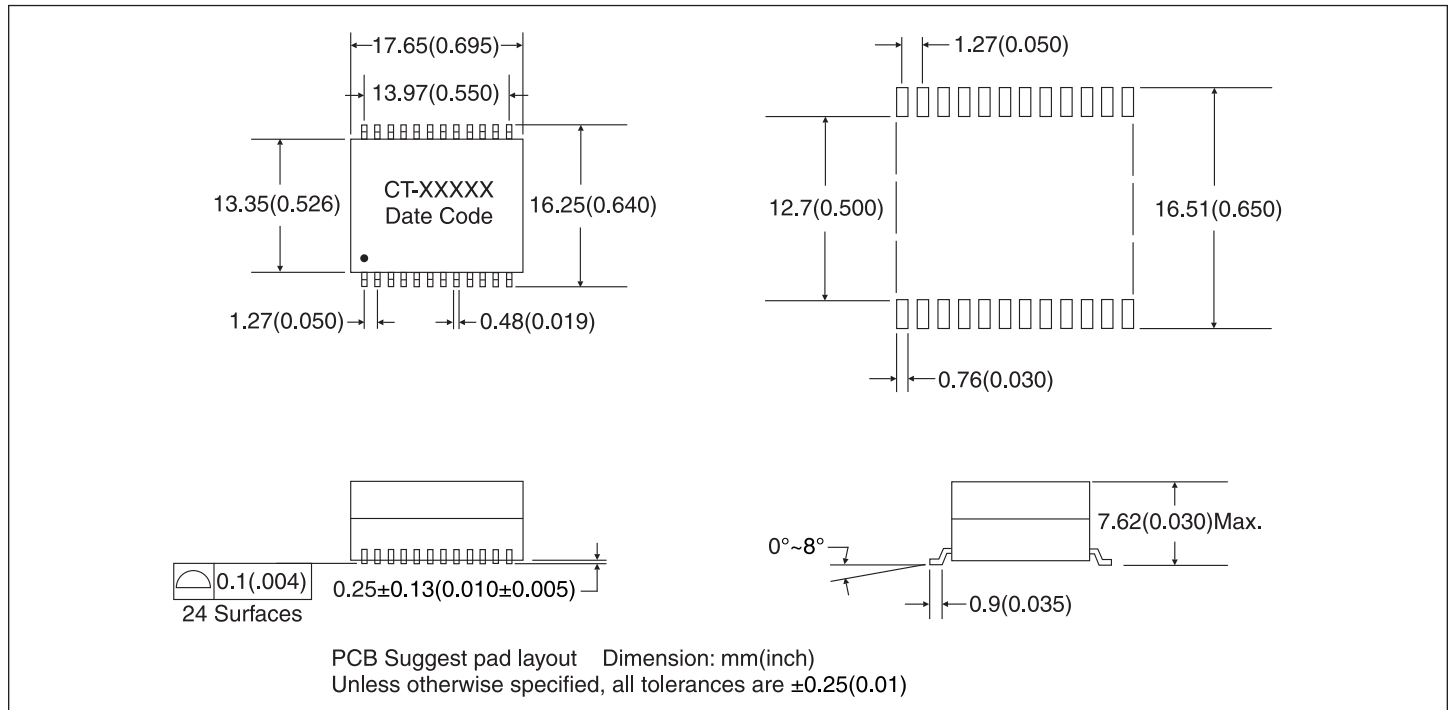 17.65(0.695)
13.97(0.550)
13.35(0.526)
CT-XXXXX
Date Code
16.25(0.640)
1.27(0.050)
0.48(0.019)
1.27(0.050)
12.7(0.500)
16.51(0.650)
0.76(0.030)
0.1(.004)
24 Surfaces
0.25±0.13(0.010±0.005)
0°~8°
7.62(0.030)Max.
0.9(0.035)
PCB Suggest pad layout Dimension: mm(inch)
Unless otherwise specified, all tolerances are ±0.25(0.01)